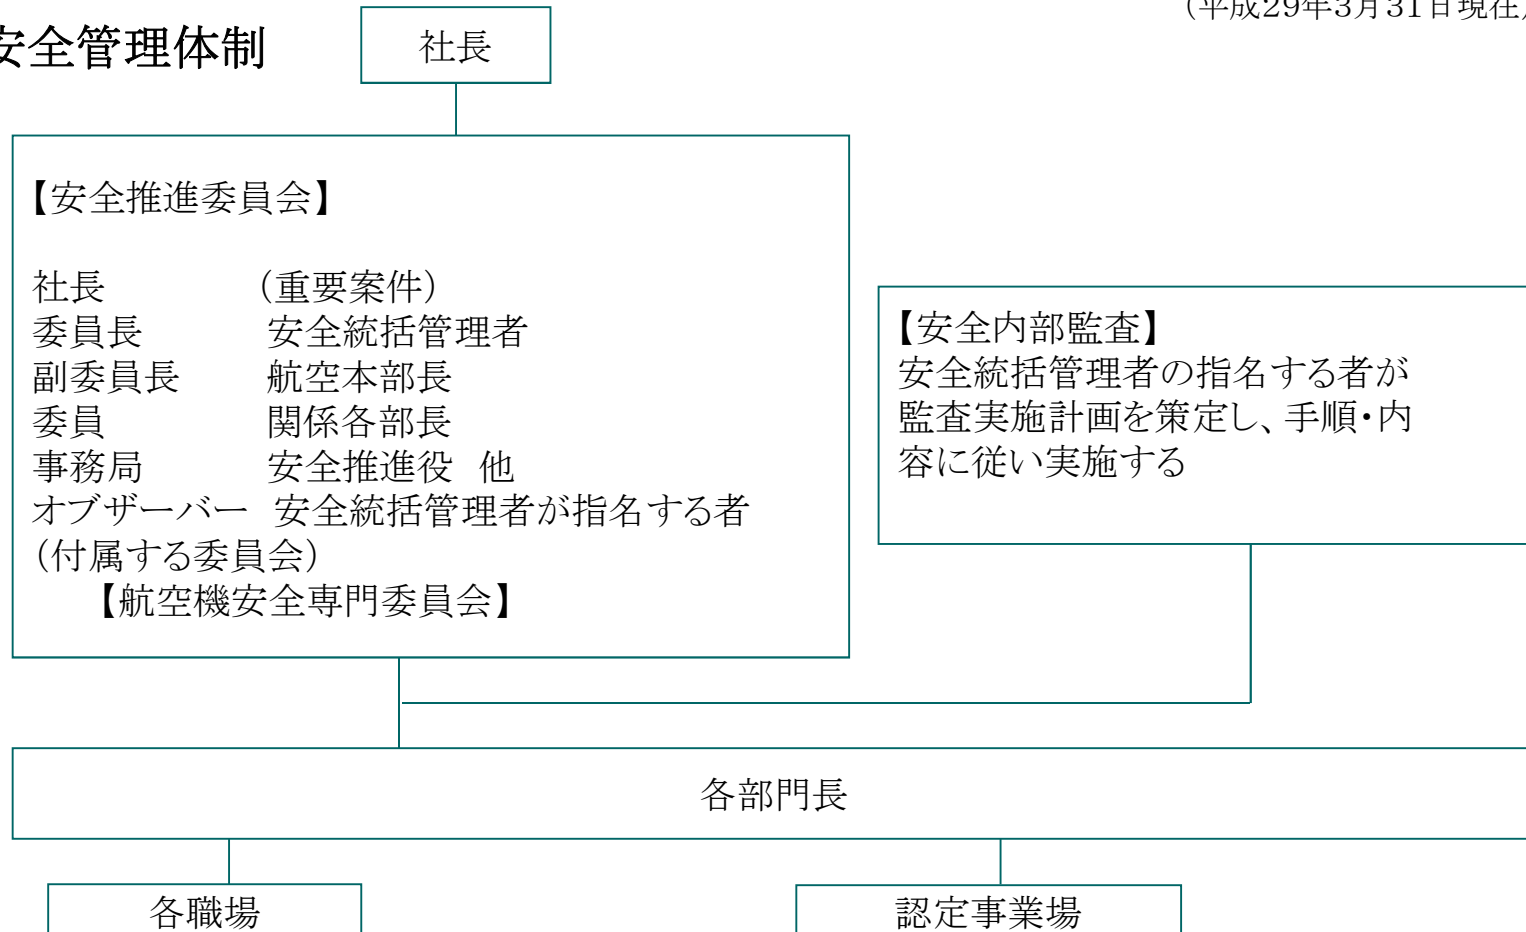 （平成29年3月31日現在）
安全管理体制
社長
【安全推進委員会】
社長 （重要案件）
委員長 安全統括管理者
副委員長 航空本部長
委員 関係各部長
事務局 安全推進役 他
オブザーバー 安全統括管理者が指名する者
（付属する委員会）
【航空機安全専門委員会】
【安全内部監査】
安全統括管理者の指名する者が
監査実施計画を策定し、手順・内
容に従い実施する
各部門長
各職場
認定事業場